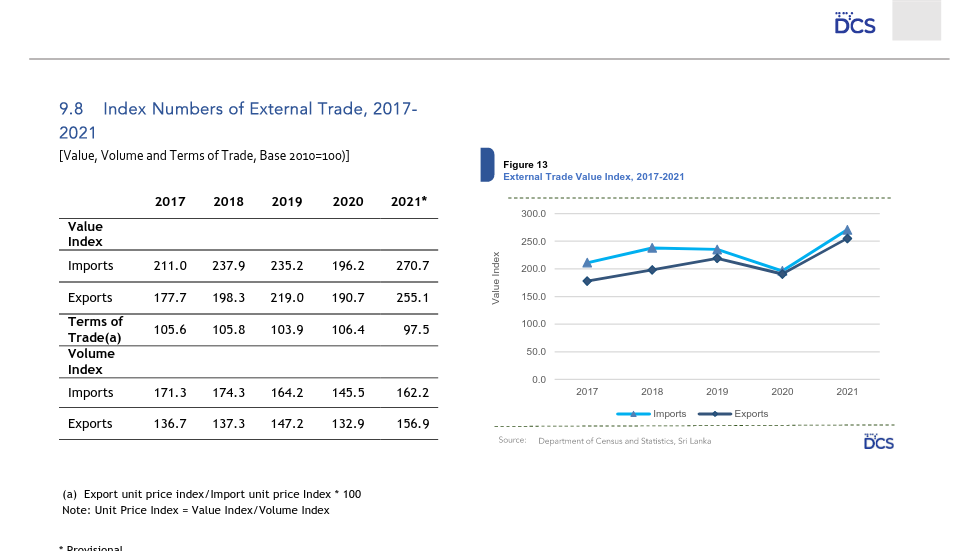 DCS
9.8 Index Numbers of External Trade, 2017-
2021
[Value, Volume and Terms of Trade, Base 2010=100)]
2017 2018 2019 2020 2021*
Value
Index
Imports 211.0 237.9 235.2 196.2 270.7
Exports 177.7 198.3 219.0 190.7 255.1
Terms of
Trade(a) 105.6 105.8 103.9 106.4 97.5
Volume
Index
Imports 171.3 174.3 164.2 145.5 162.2
Exports 136.7 137.3 147.2 132.9 156.9
(a) Export unit price index/Import unit price Index * 100
Note: Unit Price Index = Value Index/Volume Index
* Provisional
Figure 13
External Trade Value Index, 2017-2021
300.0
250.0
200.0
150.0
100.0
50.0
0.0
Value Index
2017 2018 2019 2020 2021
Imports Exports
Source: Department of Census and Statistics, Sri Lanka
DCS